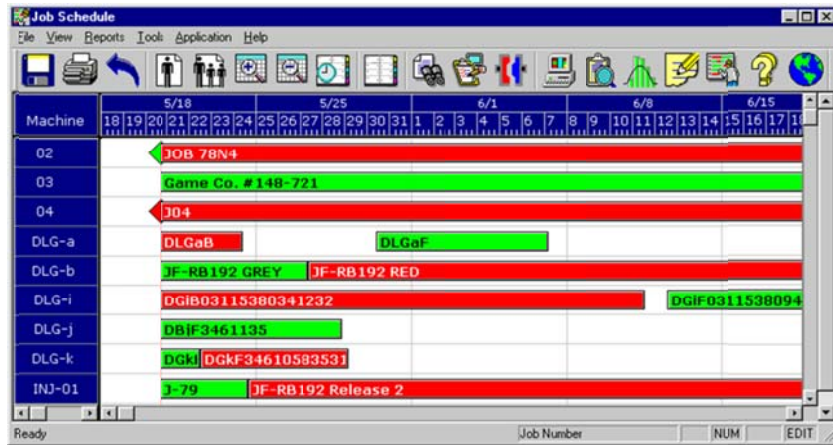 Job Schedule
File View Reports Tools Application Help
5/18 5/25 6/1 6/8 6/15
Machine 18 19 20 21 22 23 24 25 26 27 28 29 30 31 1 2 3 4 5 6 7 8 9 10 11 12 13 14 15 16 17 18
02 JOB 78N4
03 Game Co. #148-721
04 J04
DLG-a DLGaB DLGaF
DLG-b JF-RB192 GREY JF-RB192 RED
DLG-i DGiB03115380341232 DGiF0311538094
DLG-j DBjF3461135
DLG-k DGkF34610583531
INJ-01 J-79 JF-RB192 Release 2
Ready Job Number NUM EDIT